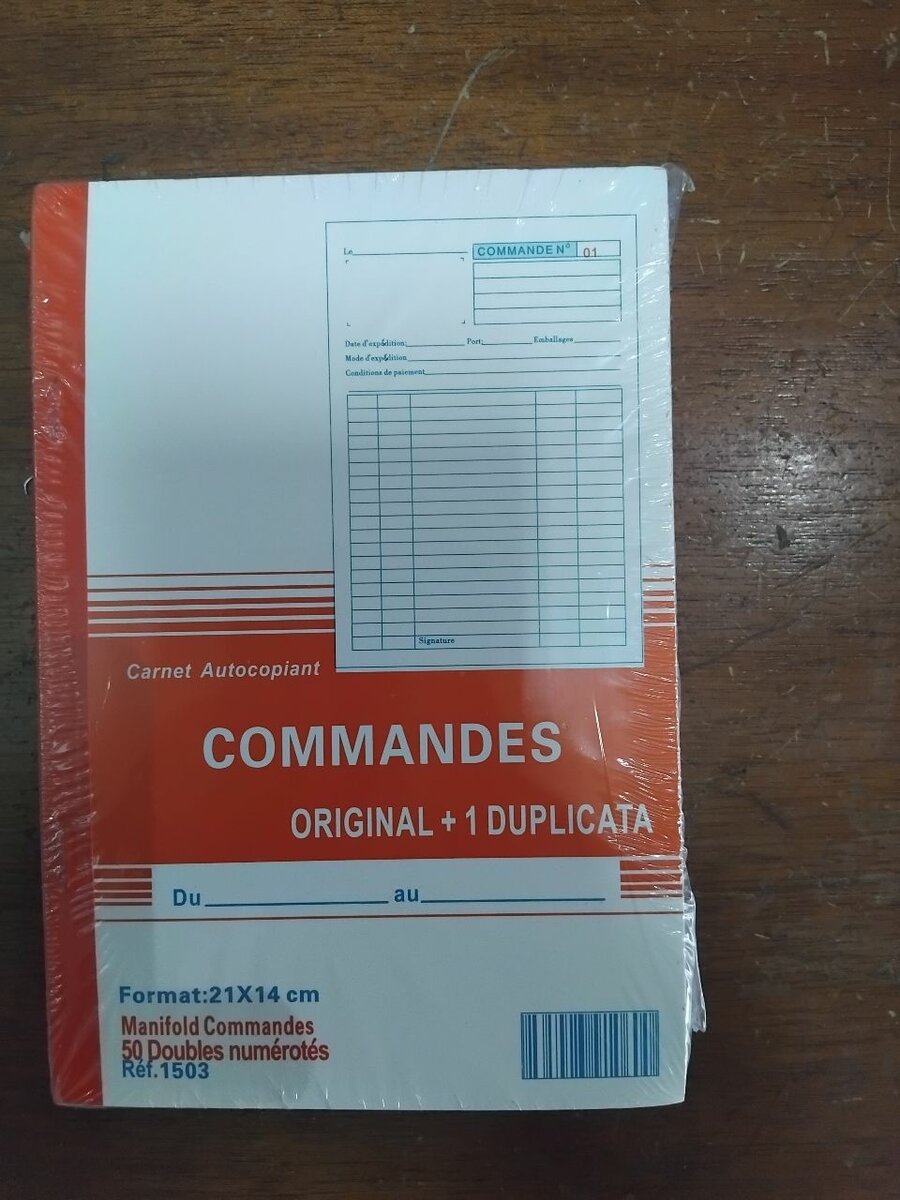 Le
COMMANDE N° 01
Date d'expédition: Port: Emballages
Mode d'expédition
Conditions de paiement
Signature
Carnet Autocopiant
COMMANDES
ORIGINAL + 1 DUPLICATA
Du au
Format:21X14 cm
Manifold Commandes
50 Doubles numérotés
Réf.1503